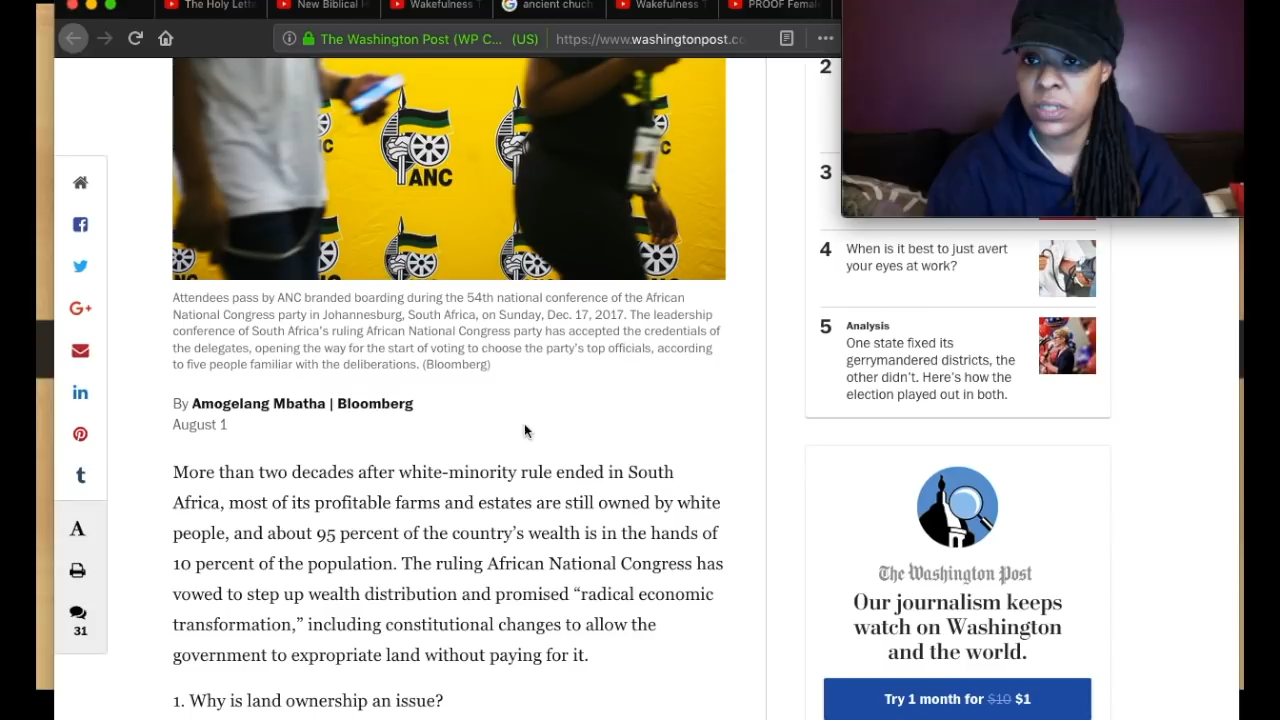 The Holy Lette
New Biblical H
Wakefulness T
ancient chuch
Wakefulness T
PROOF Female
The Washington Post (WP C... (US)
https://www.washingtonpost.co
ANC
Attendees pass by ANC branded boarding during the 54th national conference of the African
National Congress party in Johannesburg, South Africa, on Sunday, Dec. 17, 2017. The leadership
conference of South Africa's ruling African National Congress party has accepted the credentials of
the delegates, opening the way for the start of voting to choose the party's top officials, according
to five people familiar with the deliberations. (Bloomberg)
By Amogelang Mbatha | Bloomberg
August 1
More than two decades after white-minority rule ended in South
Africa, most of its profitable farms and estates are still owned by white
people, and about 95 percent of the country's wealth is in the hands of
10 percent of the population. The ruling African National Congress has
vowed to step up wealth distribution and promised “radical economic
transformation,” including constitutional changes to allow the
government to expropriate land without paying for it.
1. Why is land ownership an issue?
G+
in
t
A
31
2
3
4
When is it best to just avert
your eyes at work?
5
Analysis
One state fixed its
gerrymandered districts, the
other didn't. Here's how the
election played out in both.
The Washington Post
Our journalism keeps
watch on Washington
and the world.
Try 1 month for $10 $1